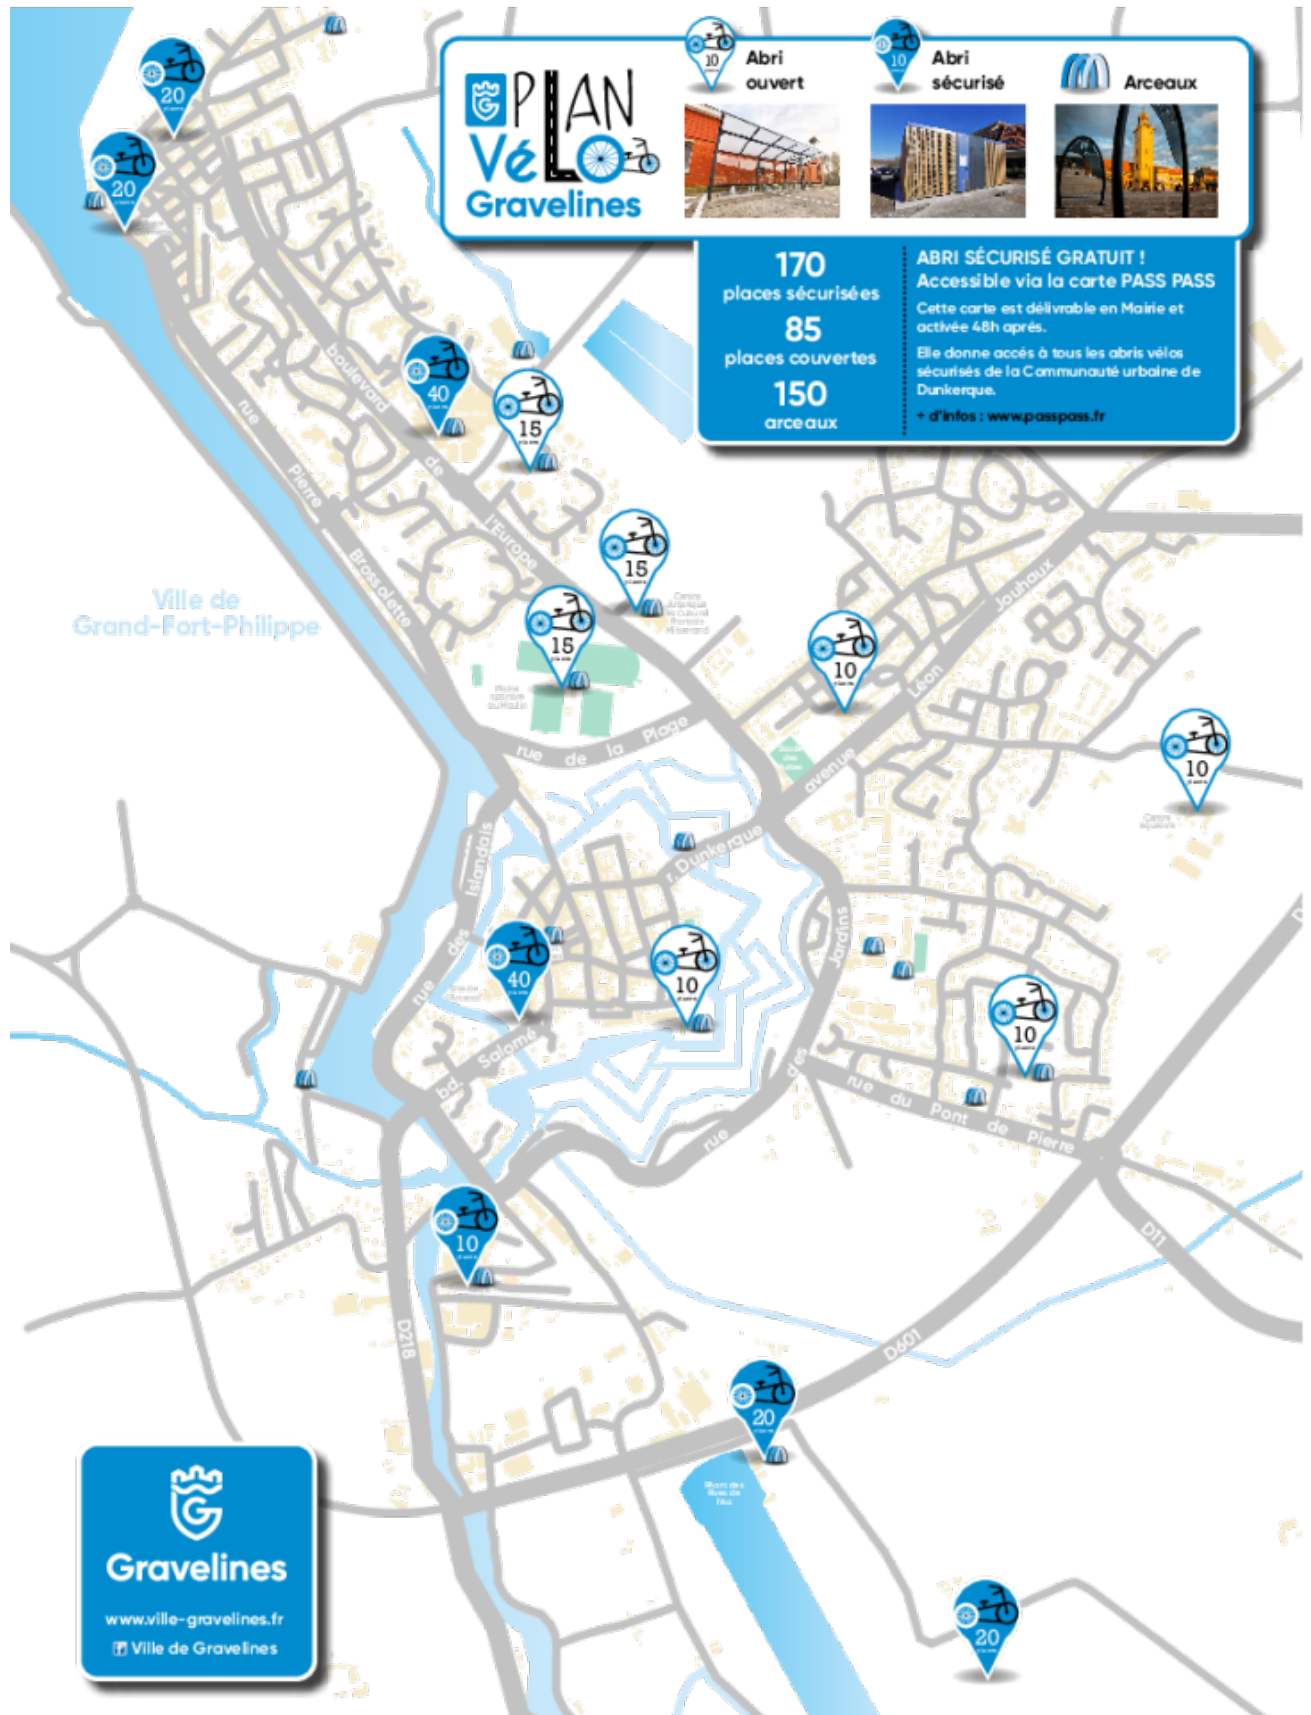 PLAN
VéLO
Gravelines
10
Abri
ouvert
10
Abri
sécurisé
Arceaux
170
places sécurisées
85
places couvertes
150
arceaux
ABRI SÉCURISÉ GRATUIT !
Accessible via la carte PASS PASS
Cette carte est délivrable en Mairie et
activée 48h aprés.
Elle donne accés à tous les abris vélos
sécurisés de la Communauté urbaine de
Dunkerque.
+ d'infos : www.passpass.fr
20
20
40
15
15
15
10
10
40
10
10
10
20
20
boulevard de l'Europe
rue Pierre Brossolette
Ville de
Grand-Fort-Philippe
rue de la Plage
avenue Léon Jouhaux
r. Dunkerque
rue des Islandais
bd. Salomé
rue des Jardins
rue du Pont de Pierre
D11
D218
D601
Gravelines
www.ville-gravelines.fr
Ville de Gravelines